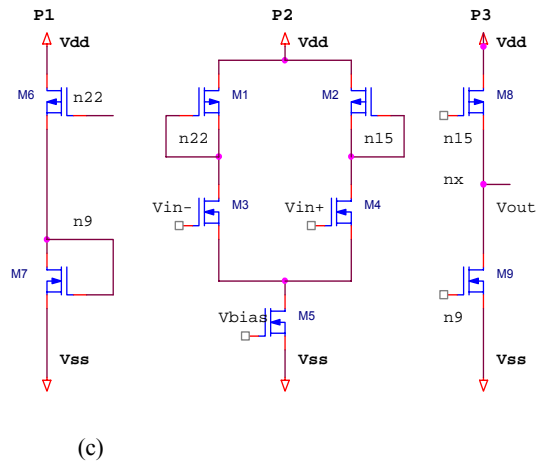 P1 P2 P3
Vdd Vdd Vdd
M6 n22 M1 M2 M8
n22 n15 n15
nx
Vin- M3 Vin+ M4 Vout
n9
M7 Vbias M5 M9
n9
Vss Vss Vss
(c)